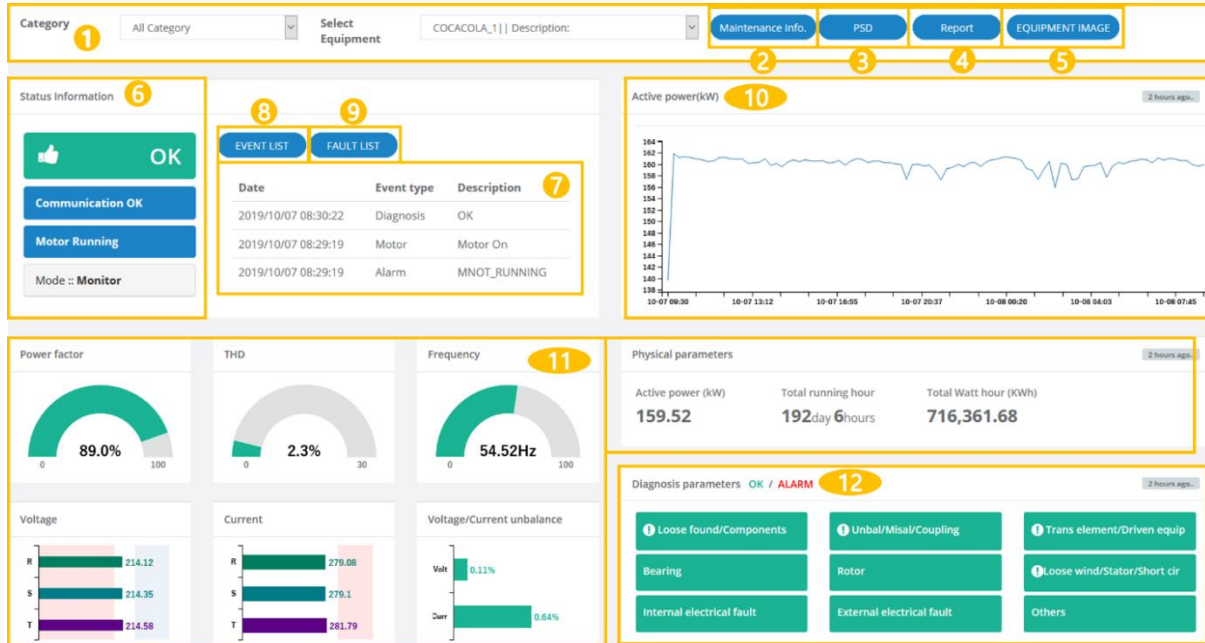 Category
1
All Category
Select
Equipment
COCACOLA_1|| Description:
Maintenance Info.
PSD
Report
EQUIPMENT IMAGE
2
3
4
5
Status Information
6
OK
Communication OK
Motor Running
Mode :: Monitor
8
9
EVENT LIST
FAULT LIST
7
Date Event type Description
2019/10/07 08:30:22 Diagnosis OK
2019/10/07 08:29:19 Motor Motor On
2019/10/07 08:29:19 Alarm MNOT_RUNNING
Active power(kW)
10
2 hours ago..
164
162
160
158
156
154
152
150
148
146
144
142
140
138
10-07 09:30 10-07 13:12 10-07 16:55 10-07 20:37 10-08 00:20 10-08 04:03 10-08 07:45
Power factor
89.0%
0 100
THD
2.3%
0 30
Frequency
11
54.52Hz
0 100
Physical parameters
2 hours ago..
Active power (kW) Total running hour Total Watt hour (KWh)
159.52 192day 6hours 716,361.68
Voltage
R 214.12
S 214.35
T 214.58
Current
R 279.08
S 279.1
T 281.79
Voltage/Current unbalance
Volt 0.11%
Curr 0.64%
Diagnosis parameters OK / ALARM
12
2 hours ago..
! Loose found/Components
! Unbal/Misal/Coupling
! Trans element/Driven equip
Bearing
Rotor
! Loose wind/Stator/Short cir
Internal electrical fault
External electrical fault
Others